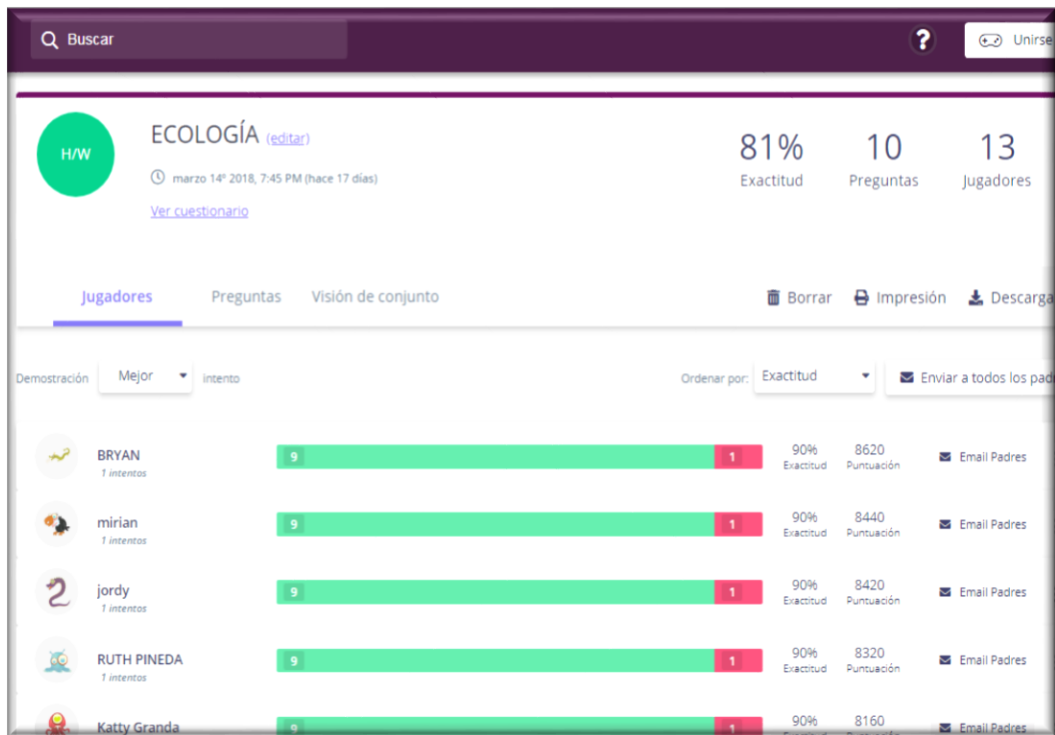 Buscar
?
Unirse
H/W
ECOLOGÍA (editar)
marzo 14º 2018, 7:45 PM (hace 17 días)
Ver cuestionario
81%
Exactitud
10
Preguntas
13
Jugadores
Jugadores
Preguntas
Visión de conjunto
Borrar
Impresión
Descarga
Demostración
Mejor
intento
Ordenar por:
Exactitud
Enviar a todos los pad
BRYAN
1 intentos
9
1
90%
Exactitud
8620
Puntuación
Email Padres
mirian
1 intentos
9
1
90%
Exactitud
8440
Puntuación
Email Padres
jordy
1 intentos
9
1
90%
Exactitud
8420
Puntuación
Email Padres
RUTH PINEDA
1 intentos
9
1
90%
Exactitud
8320
Puntuación
Email Padres
Katty Granda
9
1
90%
8160
Email Padres